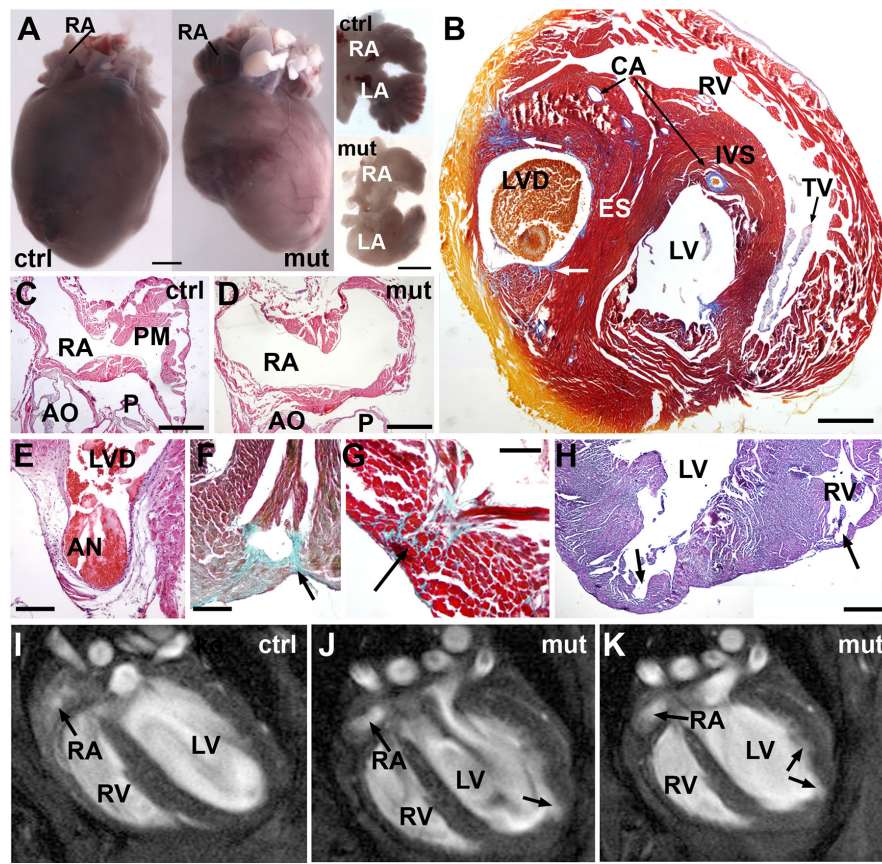 A RA RA ctrl RA LA
ctrl mut mut RA LA
B CA RV IVS TV LVD ES LV
C ctrl RA PM AO P
D mut RA AO P
E LVD AN
F
G
H LV RV
I ctrl RA RV LV
J mut RA RV LV
K mut RA RV LV